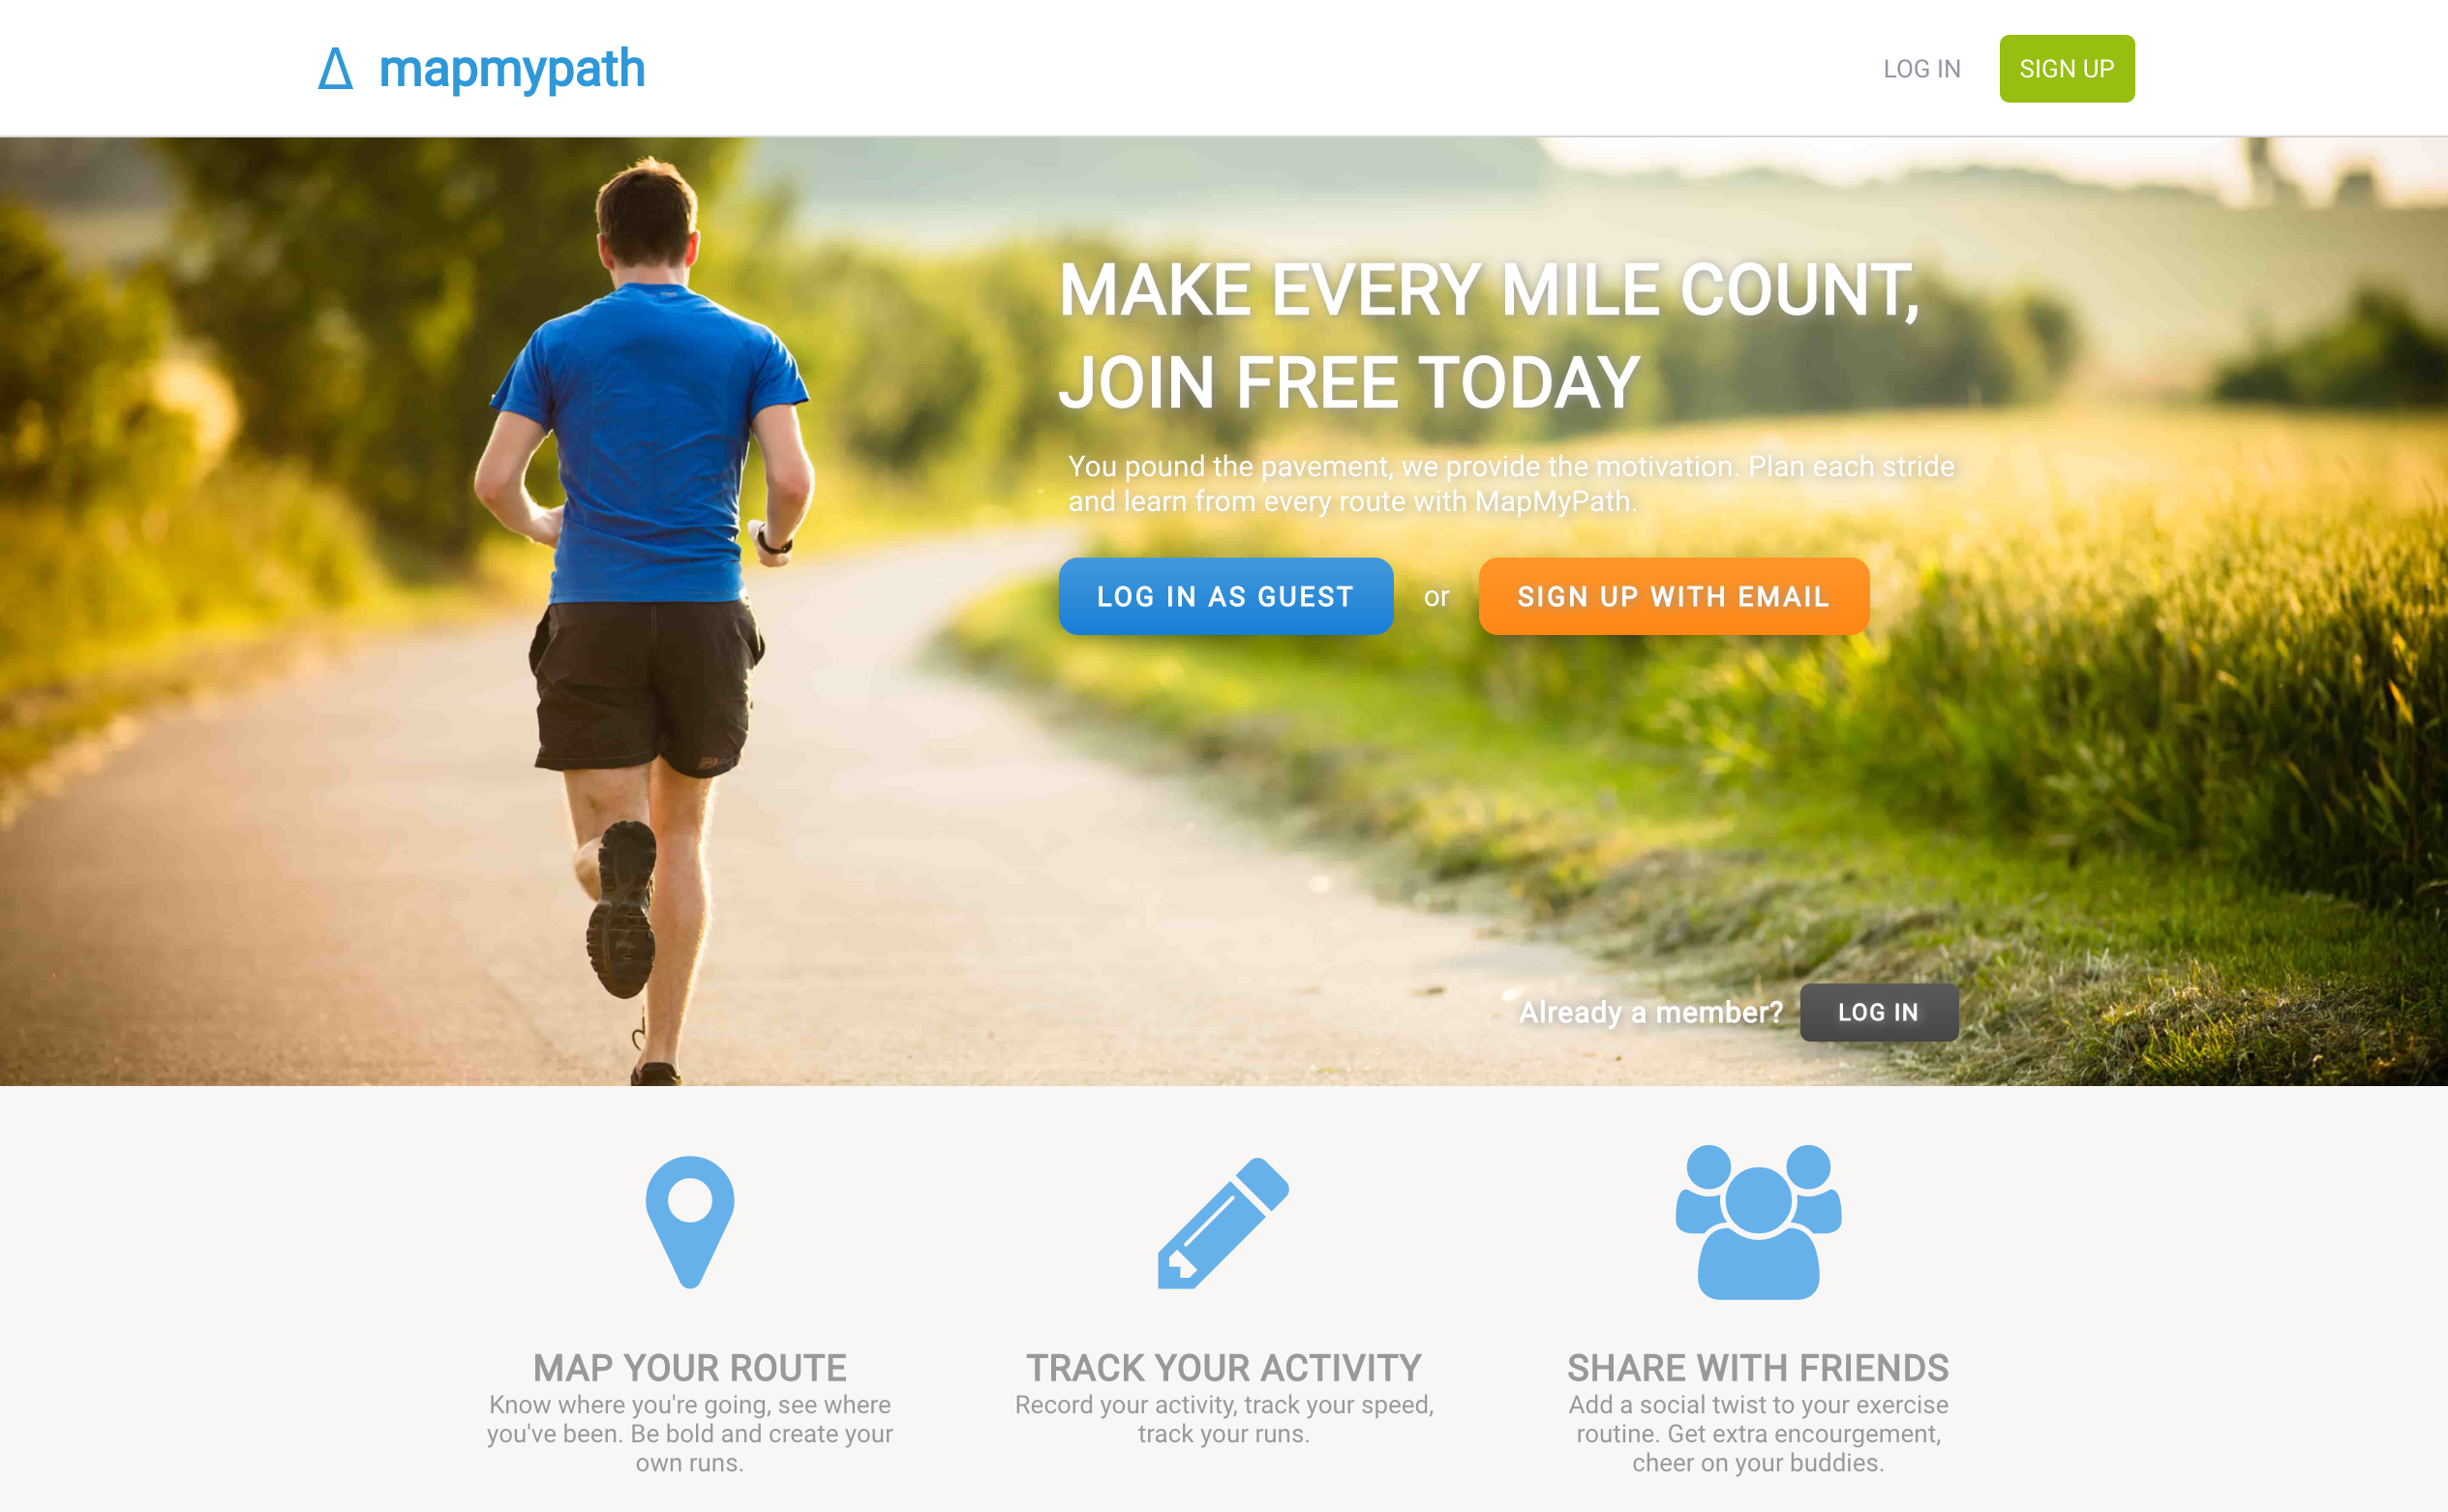 Δ mapmypath
LOG IN
SIGN UP
MAKE EVERY MILE COUNT,
JOIN FREE TODAY
You pound the pavement, we provide the motivation. Plan each stride
and learn from every route with MapMyPath.
LOG IN AS GUEST
or
SIGN UP WITH EMAIL
Already a member?
LOG IN
MAP YOUR ROUTE
Know where you're going, see where
you've been. Be bold and create your
own runs.
TRACK YOUR ACTIVITY
Record your activity, track your speed,
track your runs.
SHARE WITH FRIENDS
Add a social twist to your exercise
routine. Get extra encourgement,
cheer on your buddies.